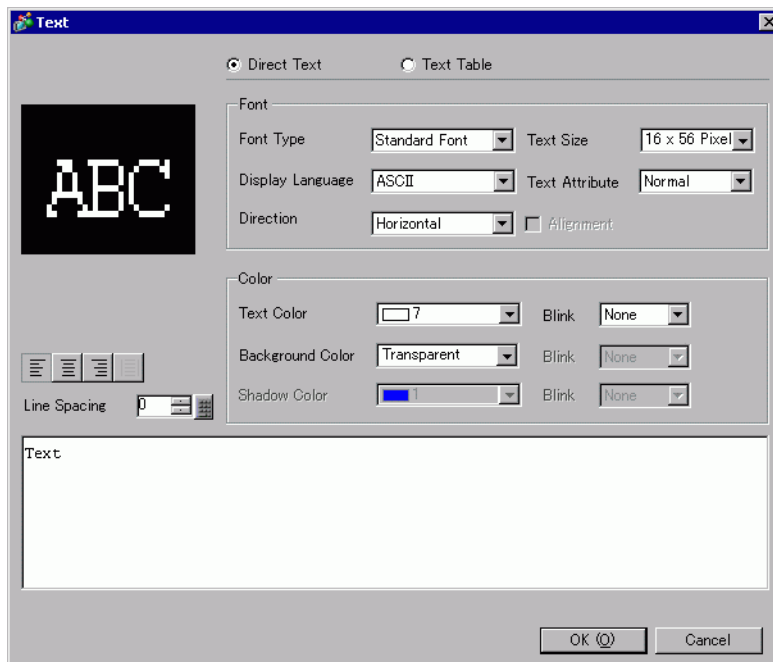 Text
Direct Text Text Table
Font
Font Type Standard Font Text Size 16 x 56 Pixel
Display Language ASCII Text Attribute Normal
Direction Horizontal Alignment
ABC
Color
Text Color 7 Blink None
Background Color Transparent Blink None
Shadow Color 1 Blink None
Line Spacing 0
Text
OK (O) Cancel